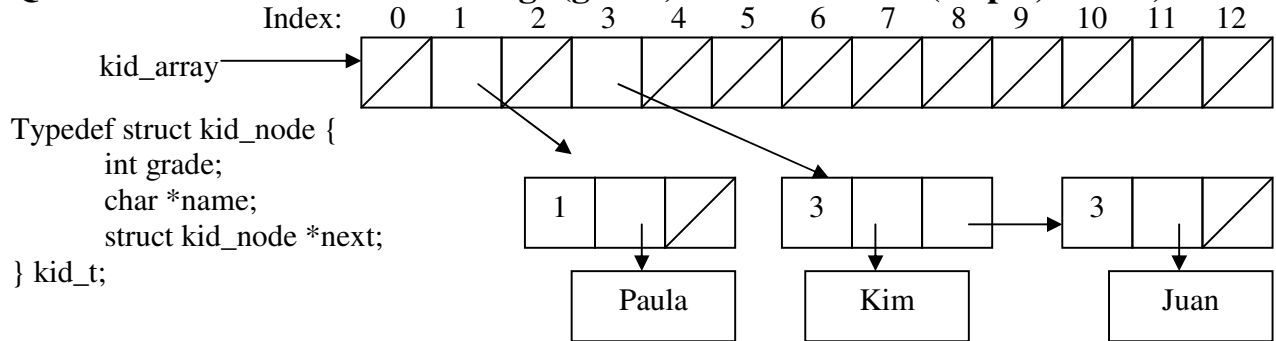 Index: 0 1 2 3 4 5 6 7 8 9 10 11 12
kid_array
Typedef struct kid_node {
int grade;
char *name;
struct kid_node *next;
} kid_t;
1
3
3
Paula
Kim
Juan